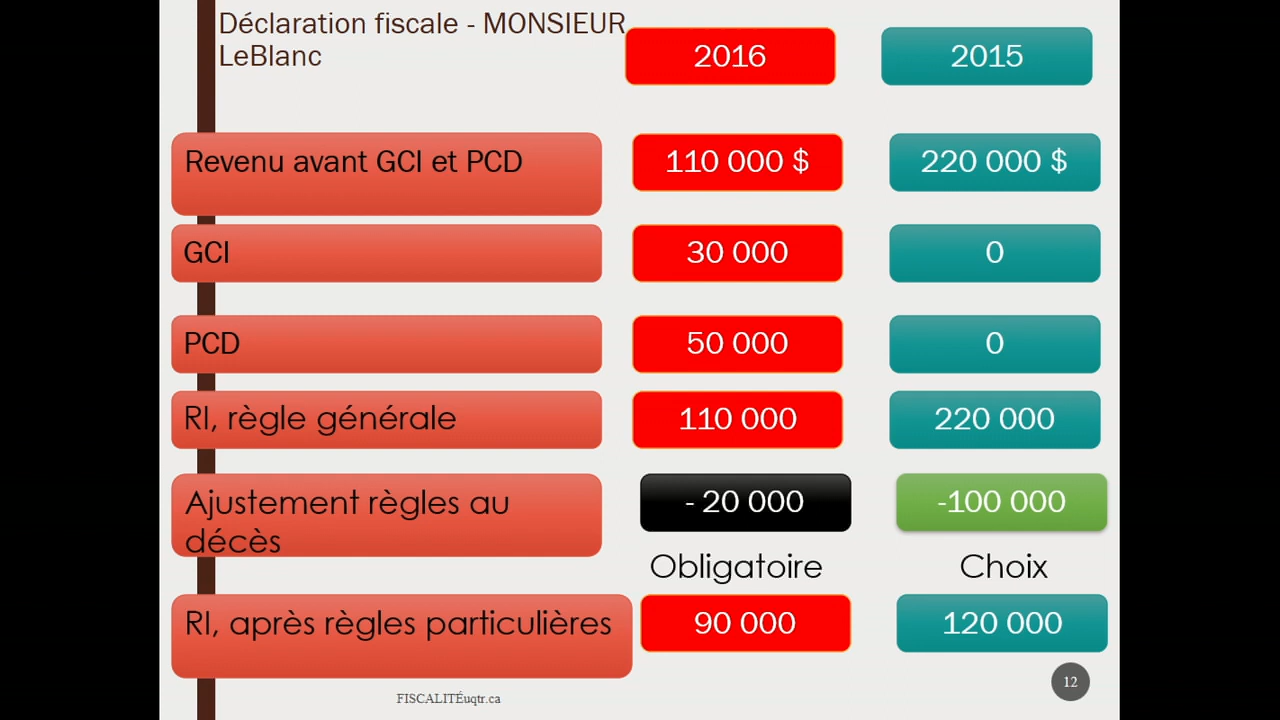 Déclaration fiscale - MONSIEUR
LeBlanc
2016
2015
Revenu avant GCI et PCD
110 000 $
220 000 $
GCI
30 000
0
PCD
50 000
0
RI, règle générale
110 000
220 000
Ajustement règles au
décès
- 20 000
-100 000
Obligatoire
Choix
RI, après règles particulières
90 000
120 000
12
FISCALITÉuqtr.ca